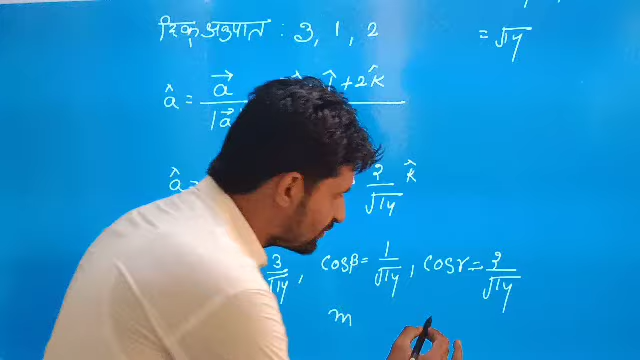 दिक् अनुपात : 3, 1, 2
= √14
â = a⃗ / |a⃗ ĵ + 2k̂
â = 2/√14 k̂
3/√14 , cosβ = 1/√14 , cosγ = 2/√14
m